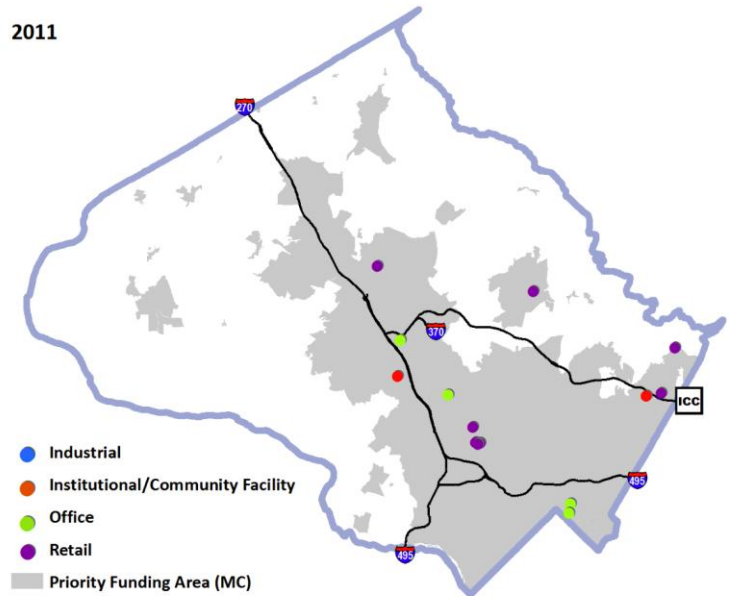 2011
270
370
ICC
Industrial
Institutional/Community Facility
495
Office
Retail
495
Priority Funding Area (MC)